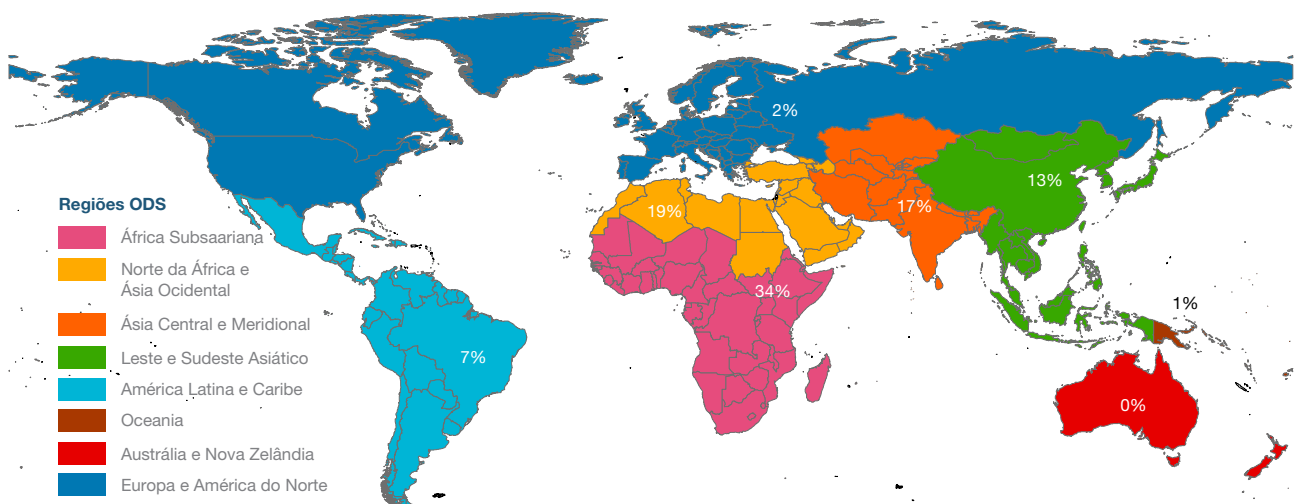 2%
13%
17%
19%
Regiões ODS
África Subsaariana
Norte da África e
Ásia Ocidental
34%
1%
Ásia Central e Meridional
Leste e Sudeste Asiático
7%
América Latina e Caribe
Oceania
0%
Austrália e Nova Zelândia
Europa e América do Norte